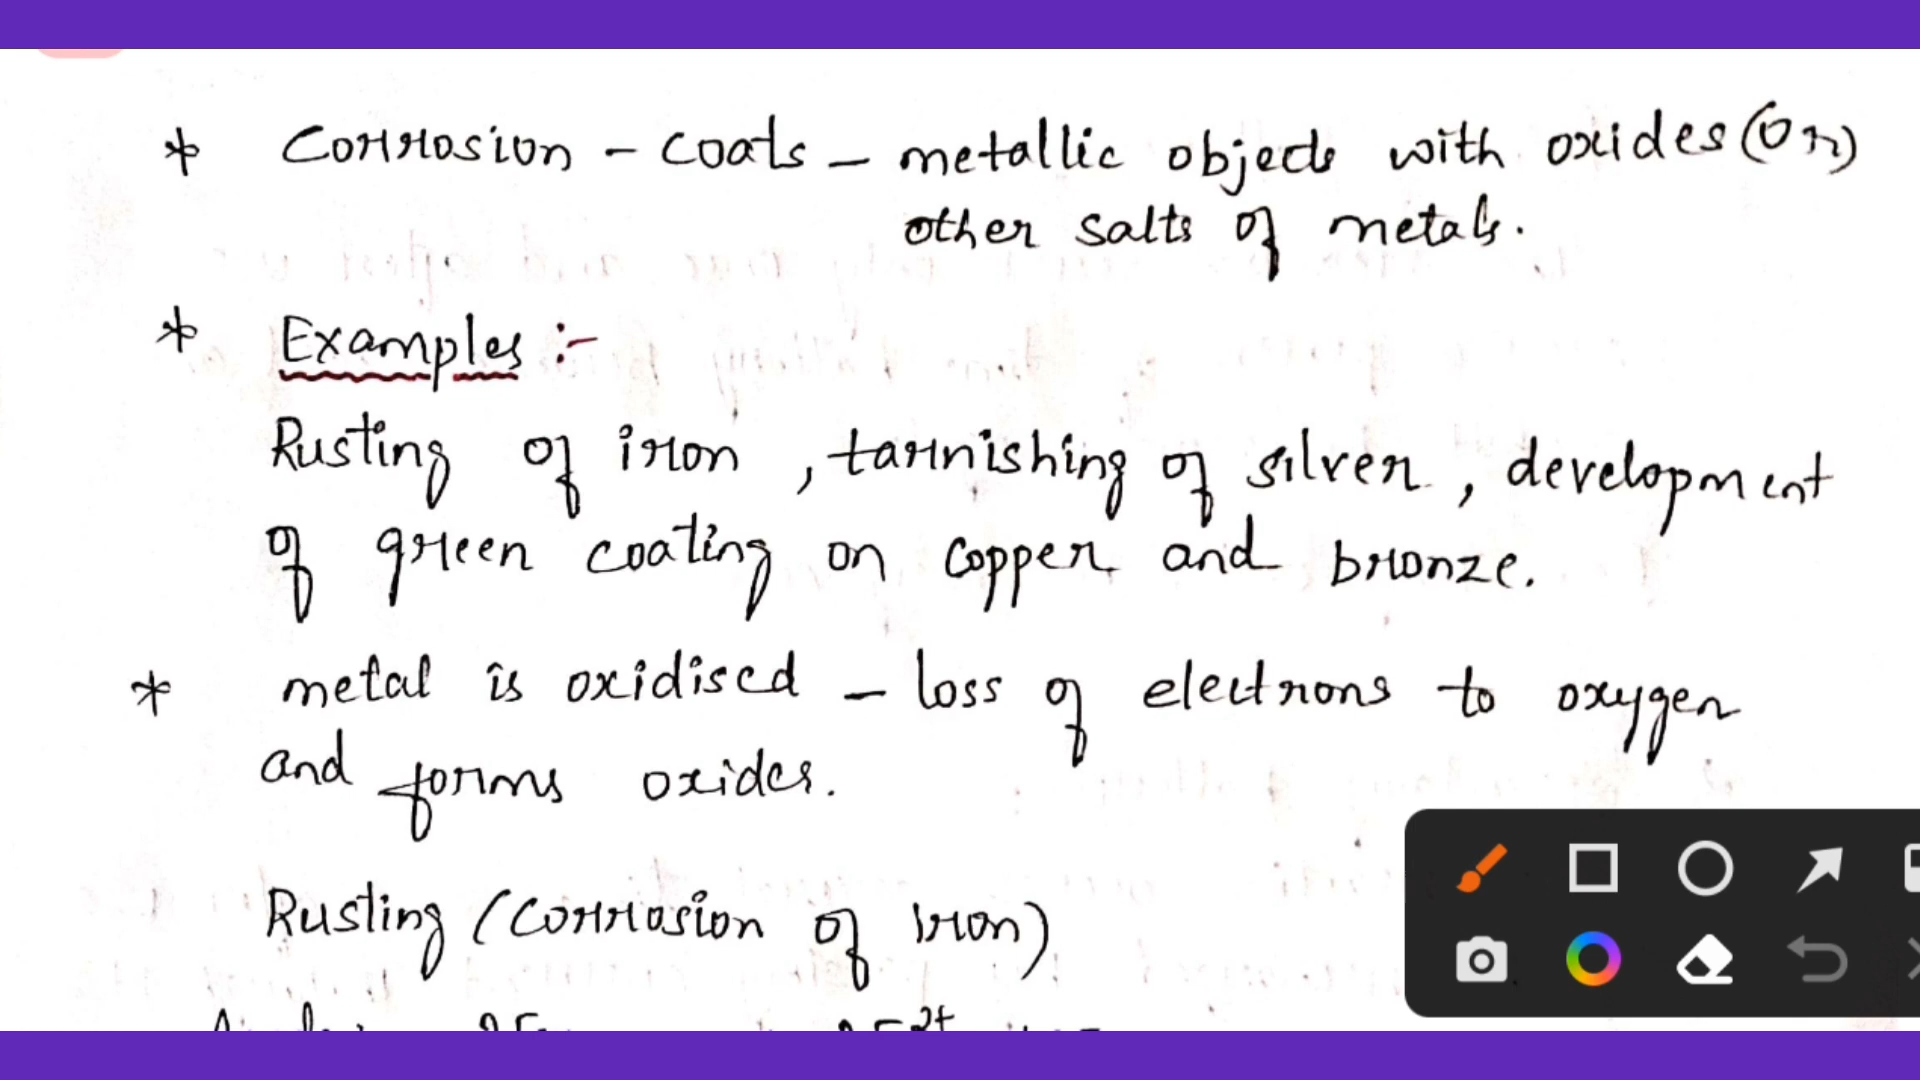 * Corrosion - coats - metallic objects with oxides (or)
other salts of metals.
* Examples :-
Rusting of iron , tarnishing of silver , development
of green coating on copper and bronze.
* metal is oxidised - loss of electrons to oxygen
and forms oxides.
Rusting (corrosion of iron)